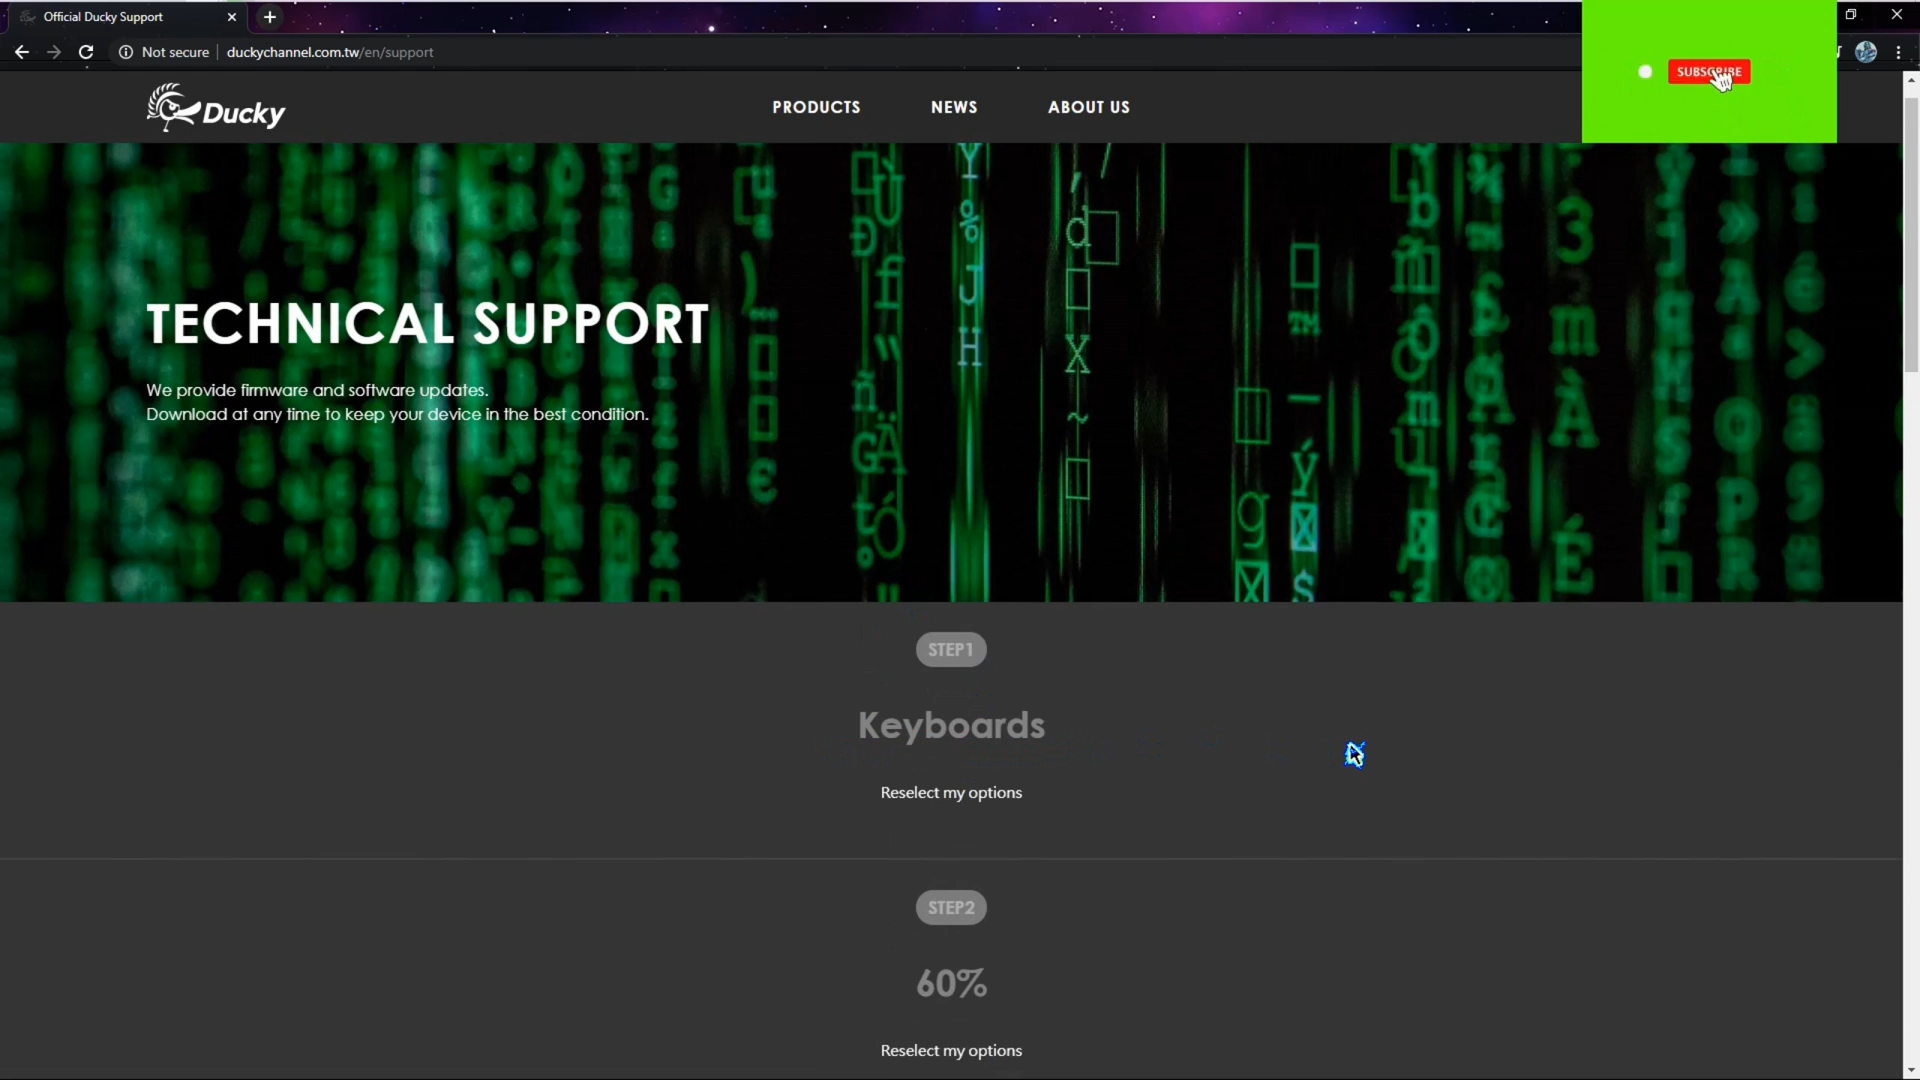 Official Ducky Support
Not secure
duckychannel.com.tw/en/support
SUBSCRIBE
Ducky
PRODUCTS
NEWS
ABOUT US
TECHNICAL SUPPORT
We provide firmware and software updates.
Download at any time to keep your device in the best condition.
STEP1
Keyboards
Reselect my options
STEP2
60%
Reselect my options